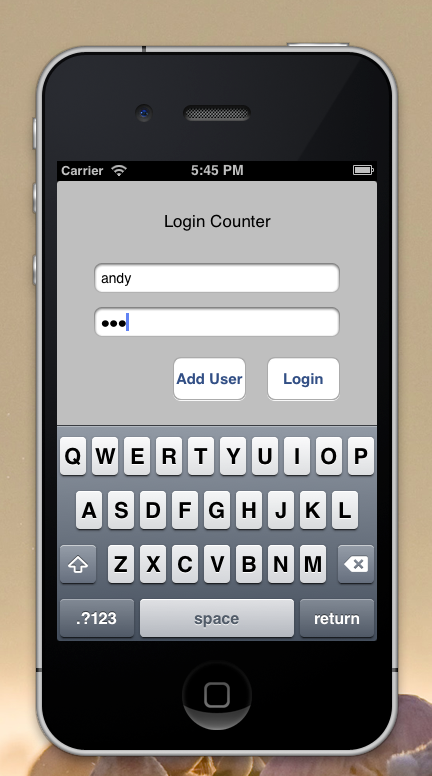 Carrier 5:45 PM
Login Counter
andy
•••
Add User Login
Q W E R T Y U I O P
A S D F G H J K L
Z X C V B N M
.?123 space return